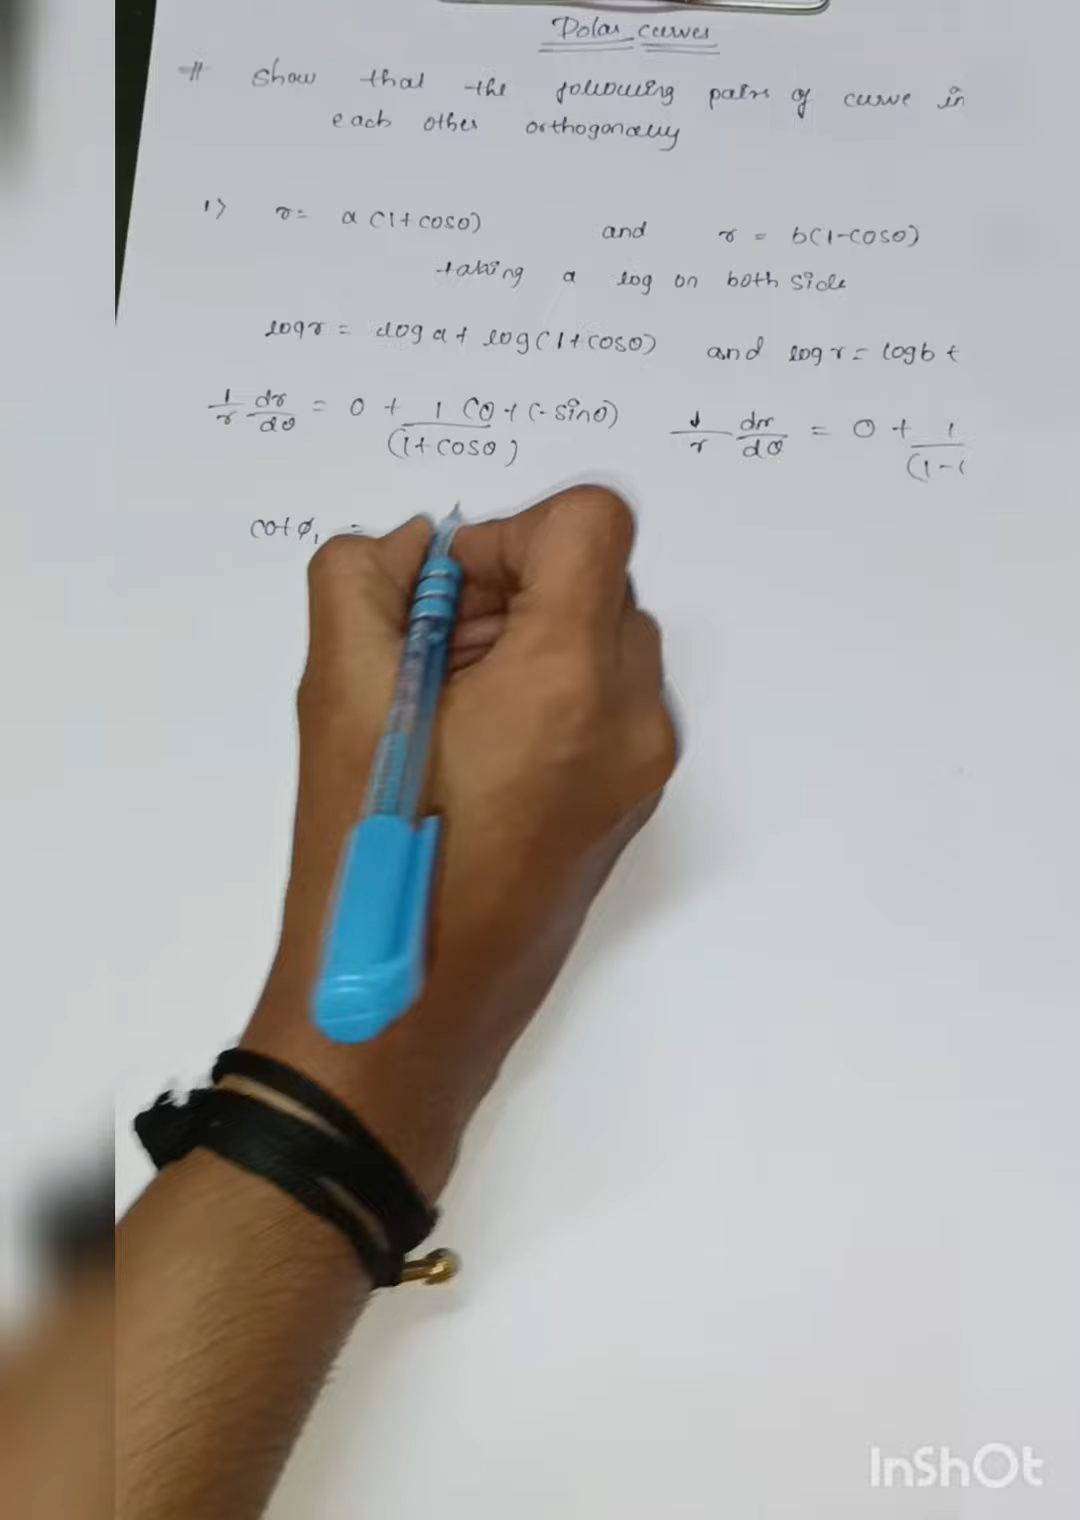 Polar curves
# show that the following pairs of curve in
each other orthogonally
1) r= a(1+cosθ) and r = b(1-cosθ)
taking a log on both side
logr = log a+ log(1+cosθ) and log r = logb +
1/r dr/dθ = 0 + 1/(1+cosθ) (0+(-sinθ) 1/r dr/dθ = 0 + 1/(1-(
cot φ₁ =
InShOt